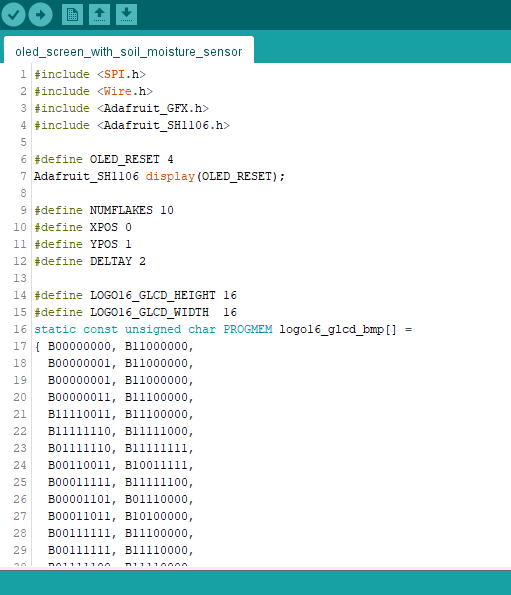 oled_screen_with_soil_moisture_sensor
1 #include <SPI.h>
2 #include <Wire.h>
3 #include <Adafruit_GFX.h>
4 #include <Adafruit_SH1106.h>
5
6 #define OLED_RESET 4
7 Adafruit_SH1106 display(OLED_RESET);
8
9 #define NUMFLAKES 10
10 #define XPOS 0
11 #define YPOS 1
12 #define DELTAY 2
13
14 #define LOGO16_GLCD_HEIGHT 16
15 #define LOGO16_GLCD_WIDTH  16
16 static const unsigned char PROGMEM logo16_glcd_bmp[] =
17 { B00000000, B11000000,
18   B00000001, B11000000,
19   B00000001, B11000000,
20   B00000011, B11100000,
21   B11110011, B11100000,
22   B11111110, B11111000,
23   B01111110, B11111111,
24   B00110011, B10011111,
25   B00011111, B11111100,
26   B00001101, B01110000,
27   B00011011, B10100000,
28   B00111111, B11100000,
29   B00111111, B11110000,